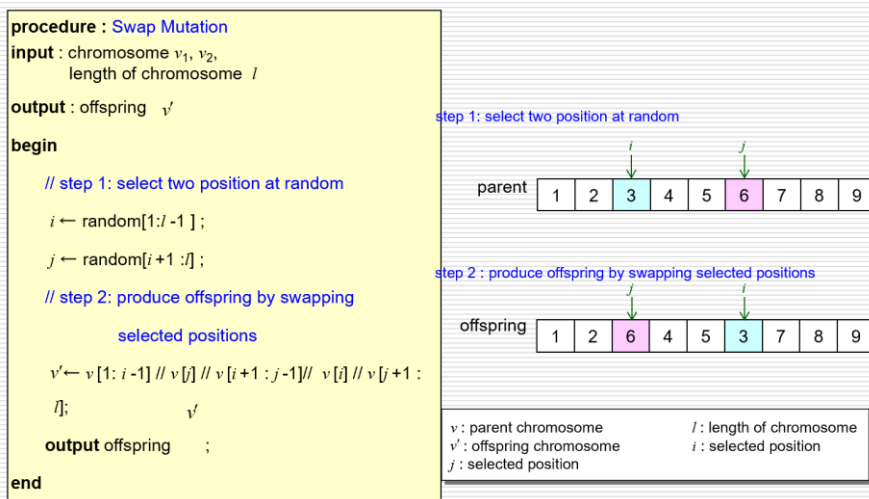 procedure : Swap Mutation
input : chromosome v1, v2,
length of chromosome l
output : offspring v'
begin
// step 1: select two position at random
i ← random[1:l -1 ] ;
j ← random[i +1 :l] ;
// step 2: produce offspring by swapping
selected positions
v'← v [1: i -1] // v [j] // v [i +1 : j -1]// v [i] // v [j +1 :
l]; v'
output offspring ;
end
step 1: select two position at random
i j
parent 1 2 3 4 5 6 7 8 9
step 2 : produce offspring by swapping selected positions
j i
offspring 1 2 6 4 5 3 7 8 9
v : parent chromosome l : length of chromosome
v' : offspring chromosome i : selected position
j : selected position